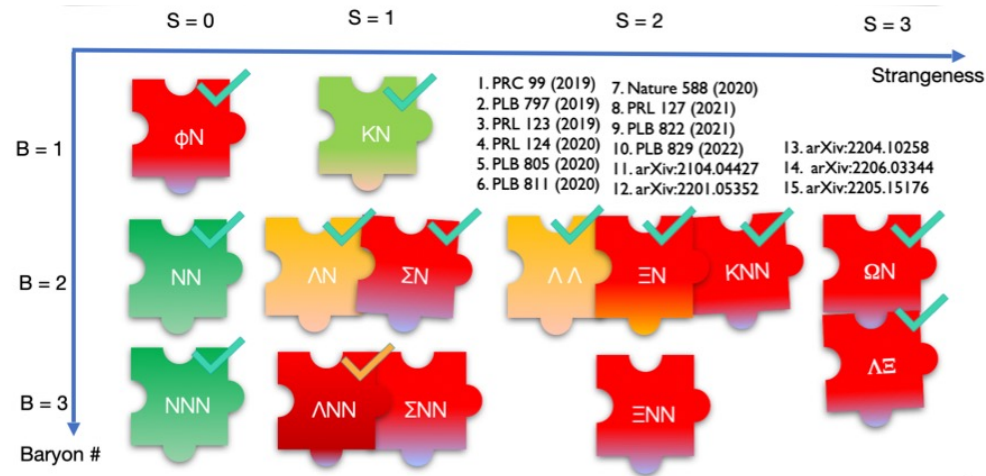 S = 0 S = 1 S = 2 S = 3
Strangeness
1. PRC 99 (2019)
2. PLB 797 (2019)
3. PRL 123 (2019)
4. PRL 124 (2020)
5. PLB 805 (2020)
6. PLB 811 (2020)
7. Nature 588 (2020)
8. PRL 127 (2021)
9. PLB 822 (2021)
10. PLB 829 (2022)
11. arXiv:2104.04427
12. arXiv:2201.05352
13. arXiv:2204.10258
14. arXiv:2206.03344
15. arXiv:2205.15176
B = 1 ϕN KN
B = 2 NN ΛN ΣN Λ Λ ΞN KNN ΩN
ΛΞ
B = 3 NNN ΛNN ΣNN ΞNN
Baryon #